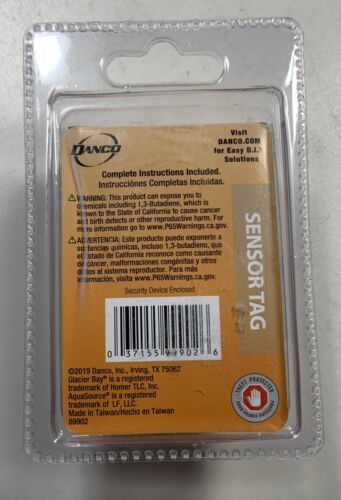 DANCO
Visit
DANCO.COM
for Easy D.I.Y
Solutions
Complete Instructions Included.
Instrucciónes Completas Incluidas.
⚠WARNING: This product can expose you to
chemicals including 1,3-Butadiene, which is
known to the State of California to cause cancer
and birth defects or other reproductive harm. For
more information go to www.P65Warnings.ca.gov.
⚠ADVERTENCIA: Este producto puede exponerle a
sustancias químicas, incluso 1,3-butadieno, que
el Estado de California reconoce como causante
de cáncer, malformaciones congénitas y otros
daños al sistema reproductor. Para más
información, visita www.P65Warnings.ca.gov.
Security Device Enclosed
SENSOR TAG
0 37155 89902 6
©2019 Danco, Inc., Irving, TX 75062
Glacier Bay® is a registered
trademark of Homer TLC, Inc.
AquaSource® is a registered
trademark of LF, LLC.
Made in Taiwan/Hecho en Taiwan
89902
THEFT PROTECTED